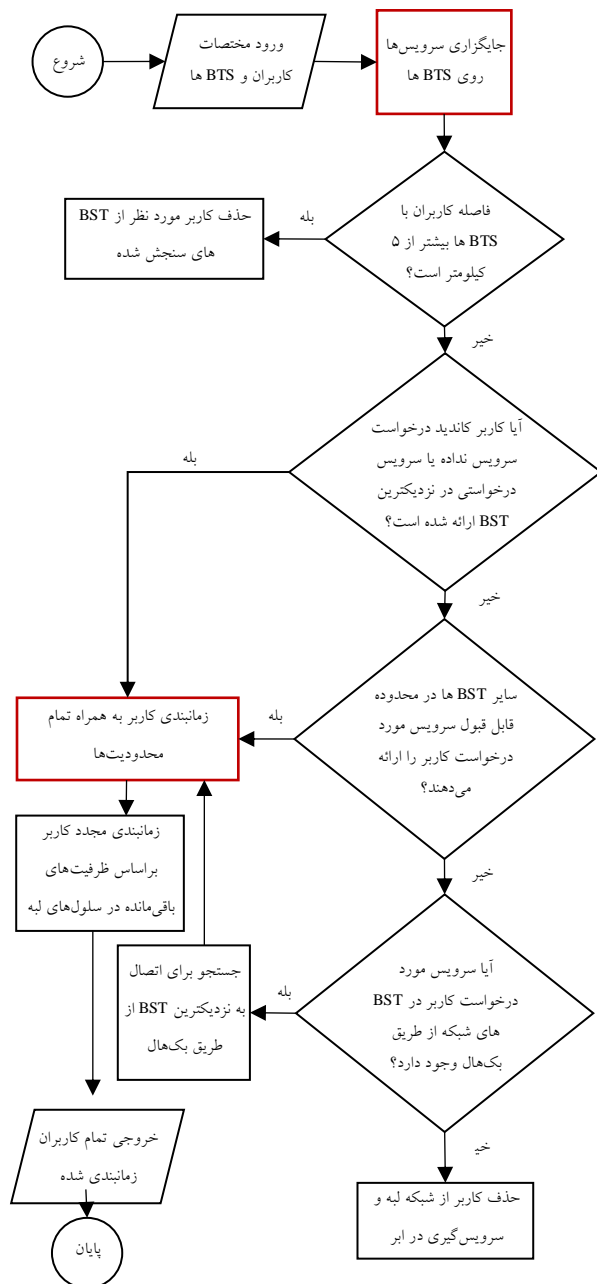 شروع
ورود مختصات
کاربران و BTS ها
جایگزاری سرویس‌ها
روی BTS ها
فاصله کاربران با
BTS ها بیشتر از ۵
کیلومتر است؟
بله
حذف کاربر مورد نظر از BST
های سنجش شده
خیر
آیا کاربر کاندید درخواست
سرویس نداده یا سرویس
درخواستی در نزدیکترین
BST ارائه شده است؟
بله
خیر
سایر BST ها در محدوده
قابل قبول سرویس مورد
درخواست کاربر را ارائه
می‌دهند؟
بله
زمانبندی کاربر به همراه تمام
محدودیت‌ها
زمانبندی مجدد کاربر
براساس ظرفیت‌های
باقی‌مانده در سلول‌های لبه
خیر
آیا سرویس مورد
درخواست کاربر در BST
های شبکه از طریق
بک‌هال وجود دارد؟
بله
جستجو برای اتصال
به نزدیکترین BST از
طریق بک‌هال
خی
حذف کاربر از شبکه لبه و
سرویس‌گیری در ابر
خروجی تمام کاربران
زمانبندی شده
پایان